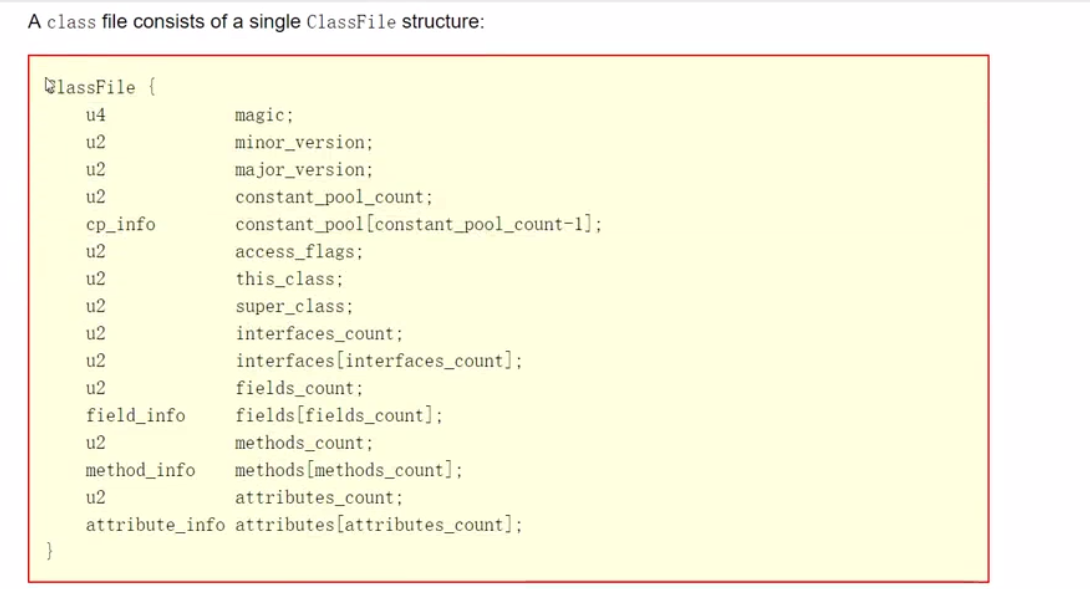 A class file consists of a single ClassFile structure:
ClassFile {
u4 magic;
u2 minor_version;
u2 major_version;
u2 constant_pool_count;
cp_info constant_pool[constant_pool_count-1];
u2 access_flags;
u2 this_class;
u2 super_class;
u2 interfaces_count;
u2 interfaces[interfaces_count];
u2 fields_count;
field_info fields[fields_count];
u2 methods_count;
method_info methods[methods_count];
u2 attributes_count;
attribute_info attributes[attributes_count];
}